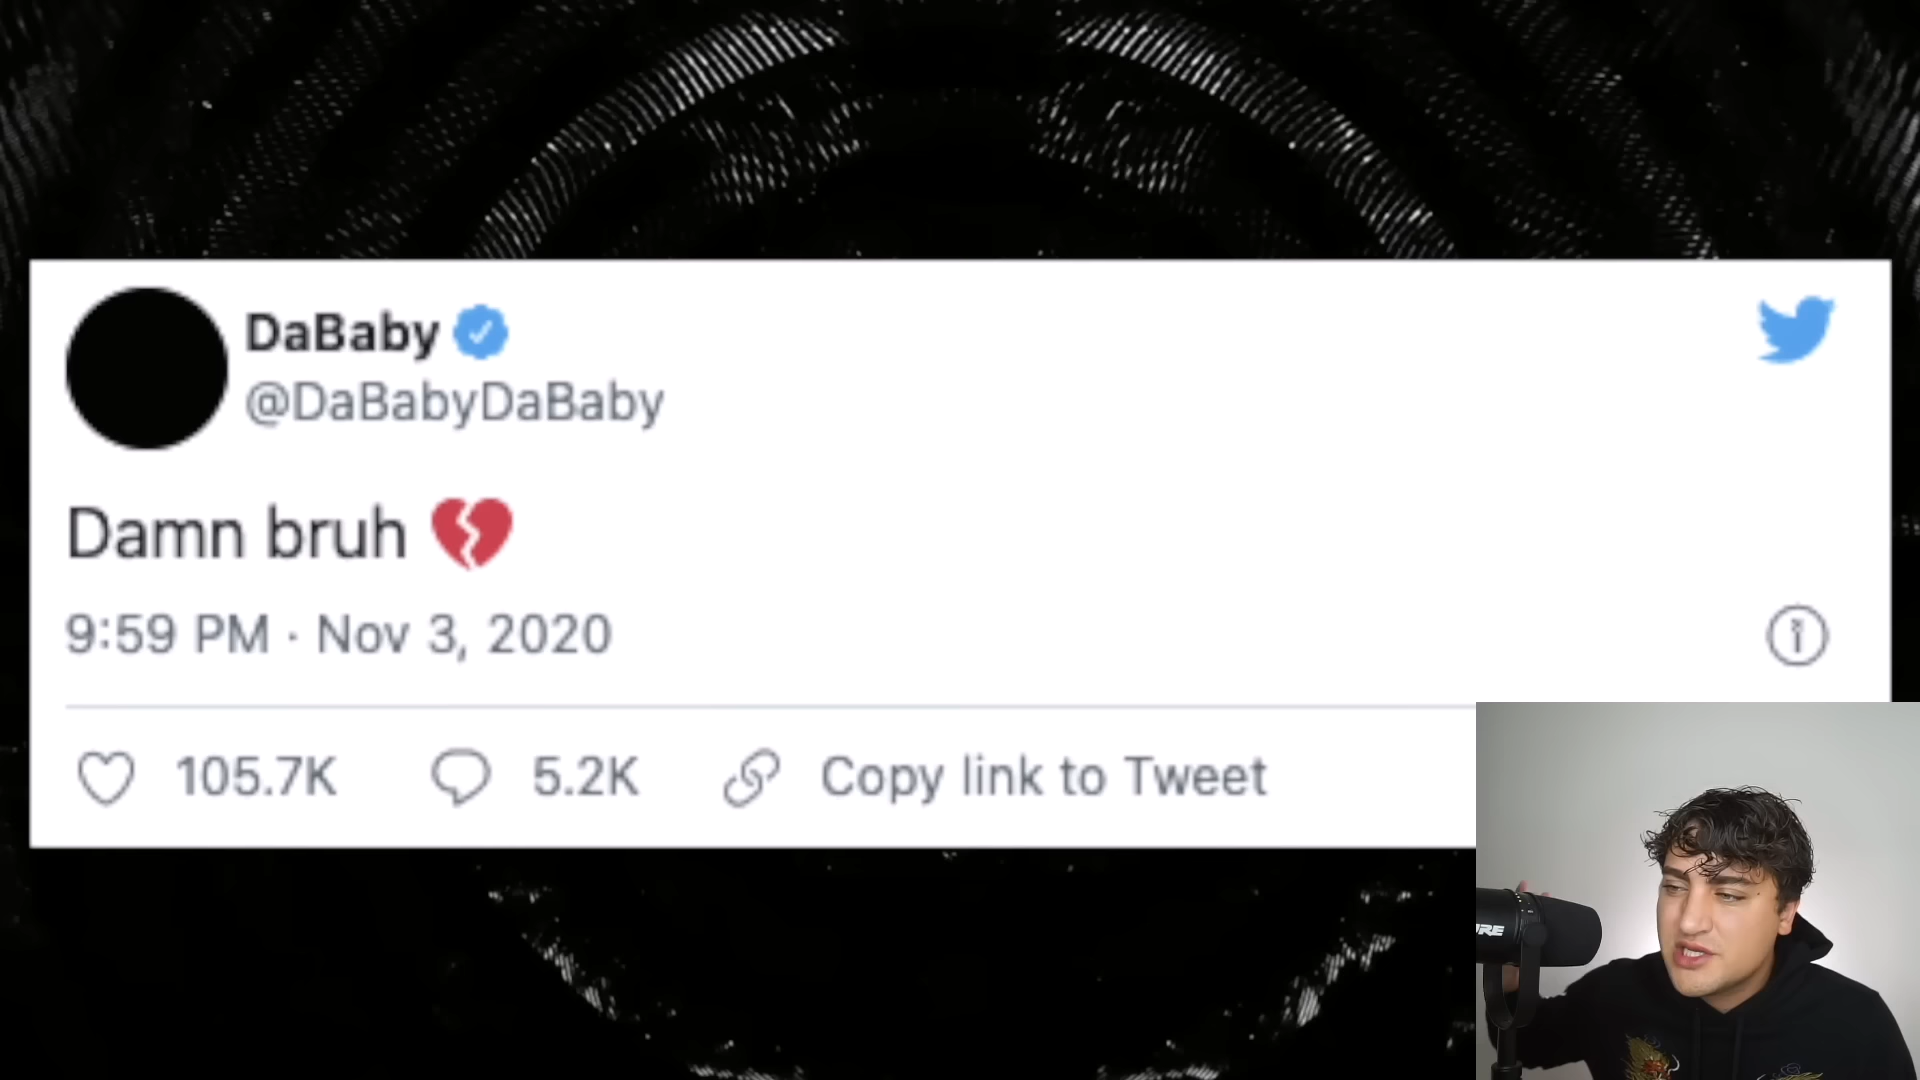 DaBaby
@DaBabyDaBaby
Damn bruh 💔
9:59 PM · Nov 3, 2020
105.7K 5.2K Copy link to Tweet